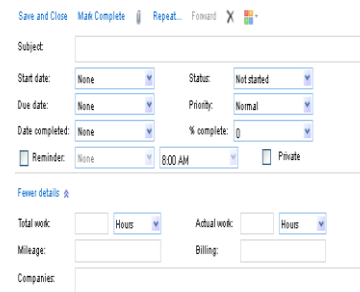 Save and Close Mark Complete Repeat... Forward
Subject:
Start date: None Status: Not started
Due date: None Priority: Normal
Date completed: None % complete: 0
Reminder: None 8:00 AM Private
Fewer details
Total work: Hours Actual work: Hours
Mileage: Billing:
Companies: